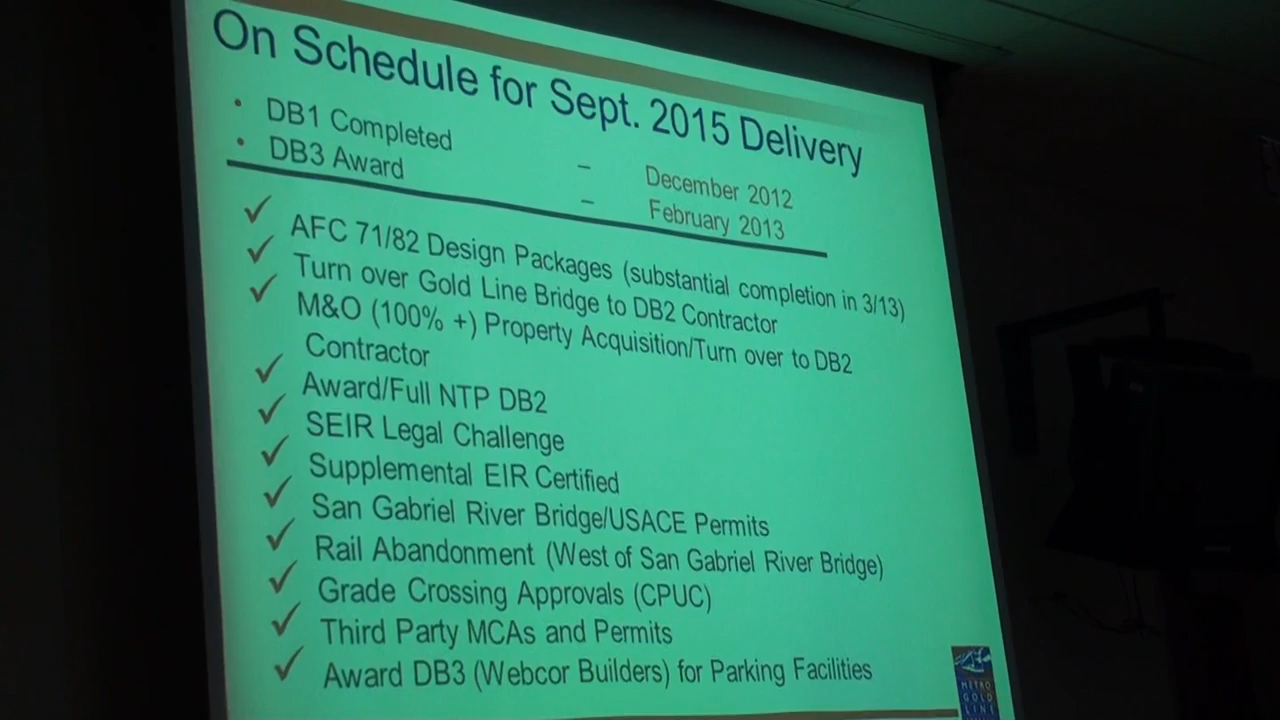 On Schedule for Sept. 2015 Delivery
• DB1 Completed – December 2012
• DB3 Award – February 2013
✓ AFC 71/82 Design Packages (substantial completion in 3/13)
✓ Turn over Gold Line Bridge to DB2 Contractor
✓ M&O (100% +) Property Acquisition/Turn over to DB2
Contractor
✓ Award/Full NTP DB2
✓ SEIR Legal Challenge
✓ Supplemental EIR Certified
✓ San Gabriel River Bridge/USACE Permits
✓ Rail Abandonment (West of San Gabriel River Bridge)
✓ Grade Crossing Approvals (CPUC)
✓ Third Party MCAs and Permits
✓ Award DB3 (Webcor Builders) for Parking Facilities
METRO
GOLD
LINE